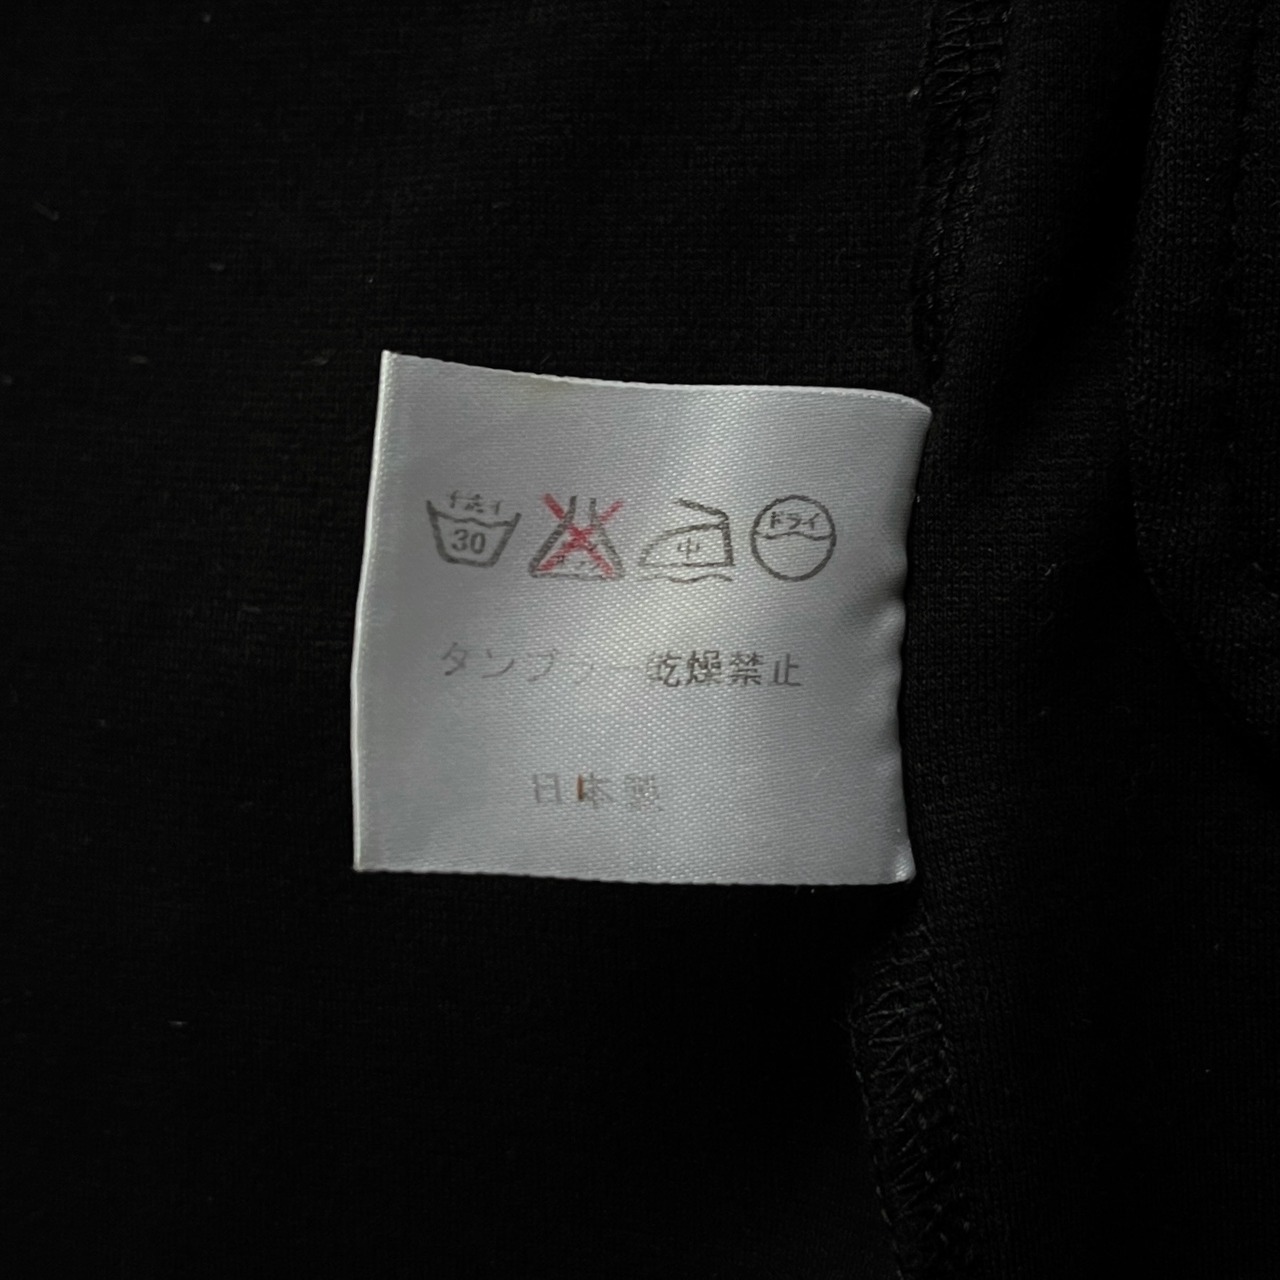 手洗イ
30
中
ドライ
タンブラー乾燥禁止
日本製